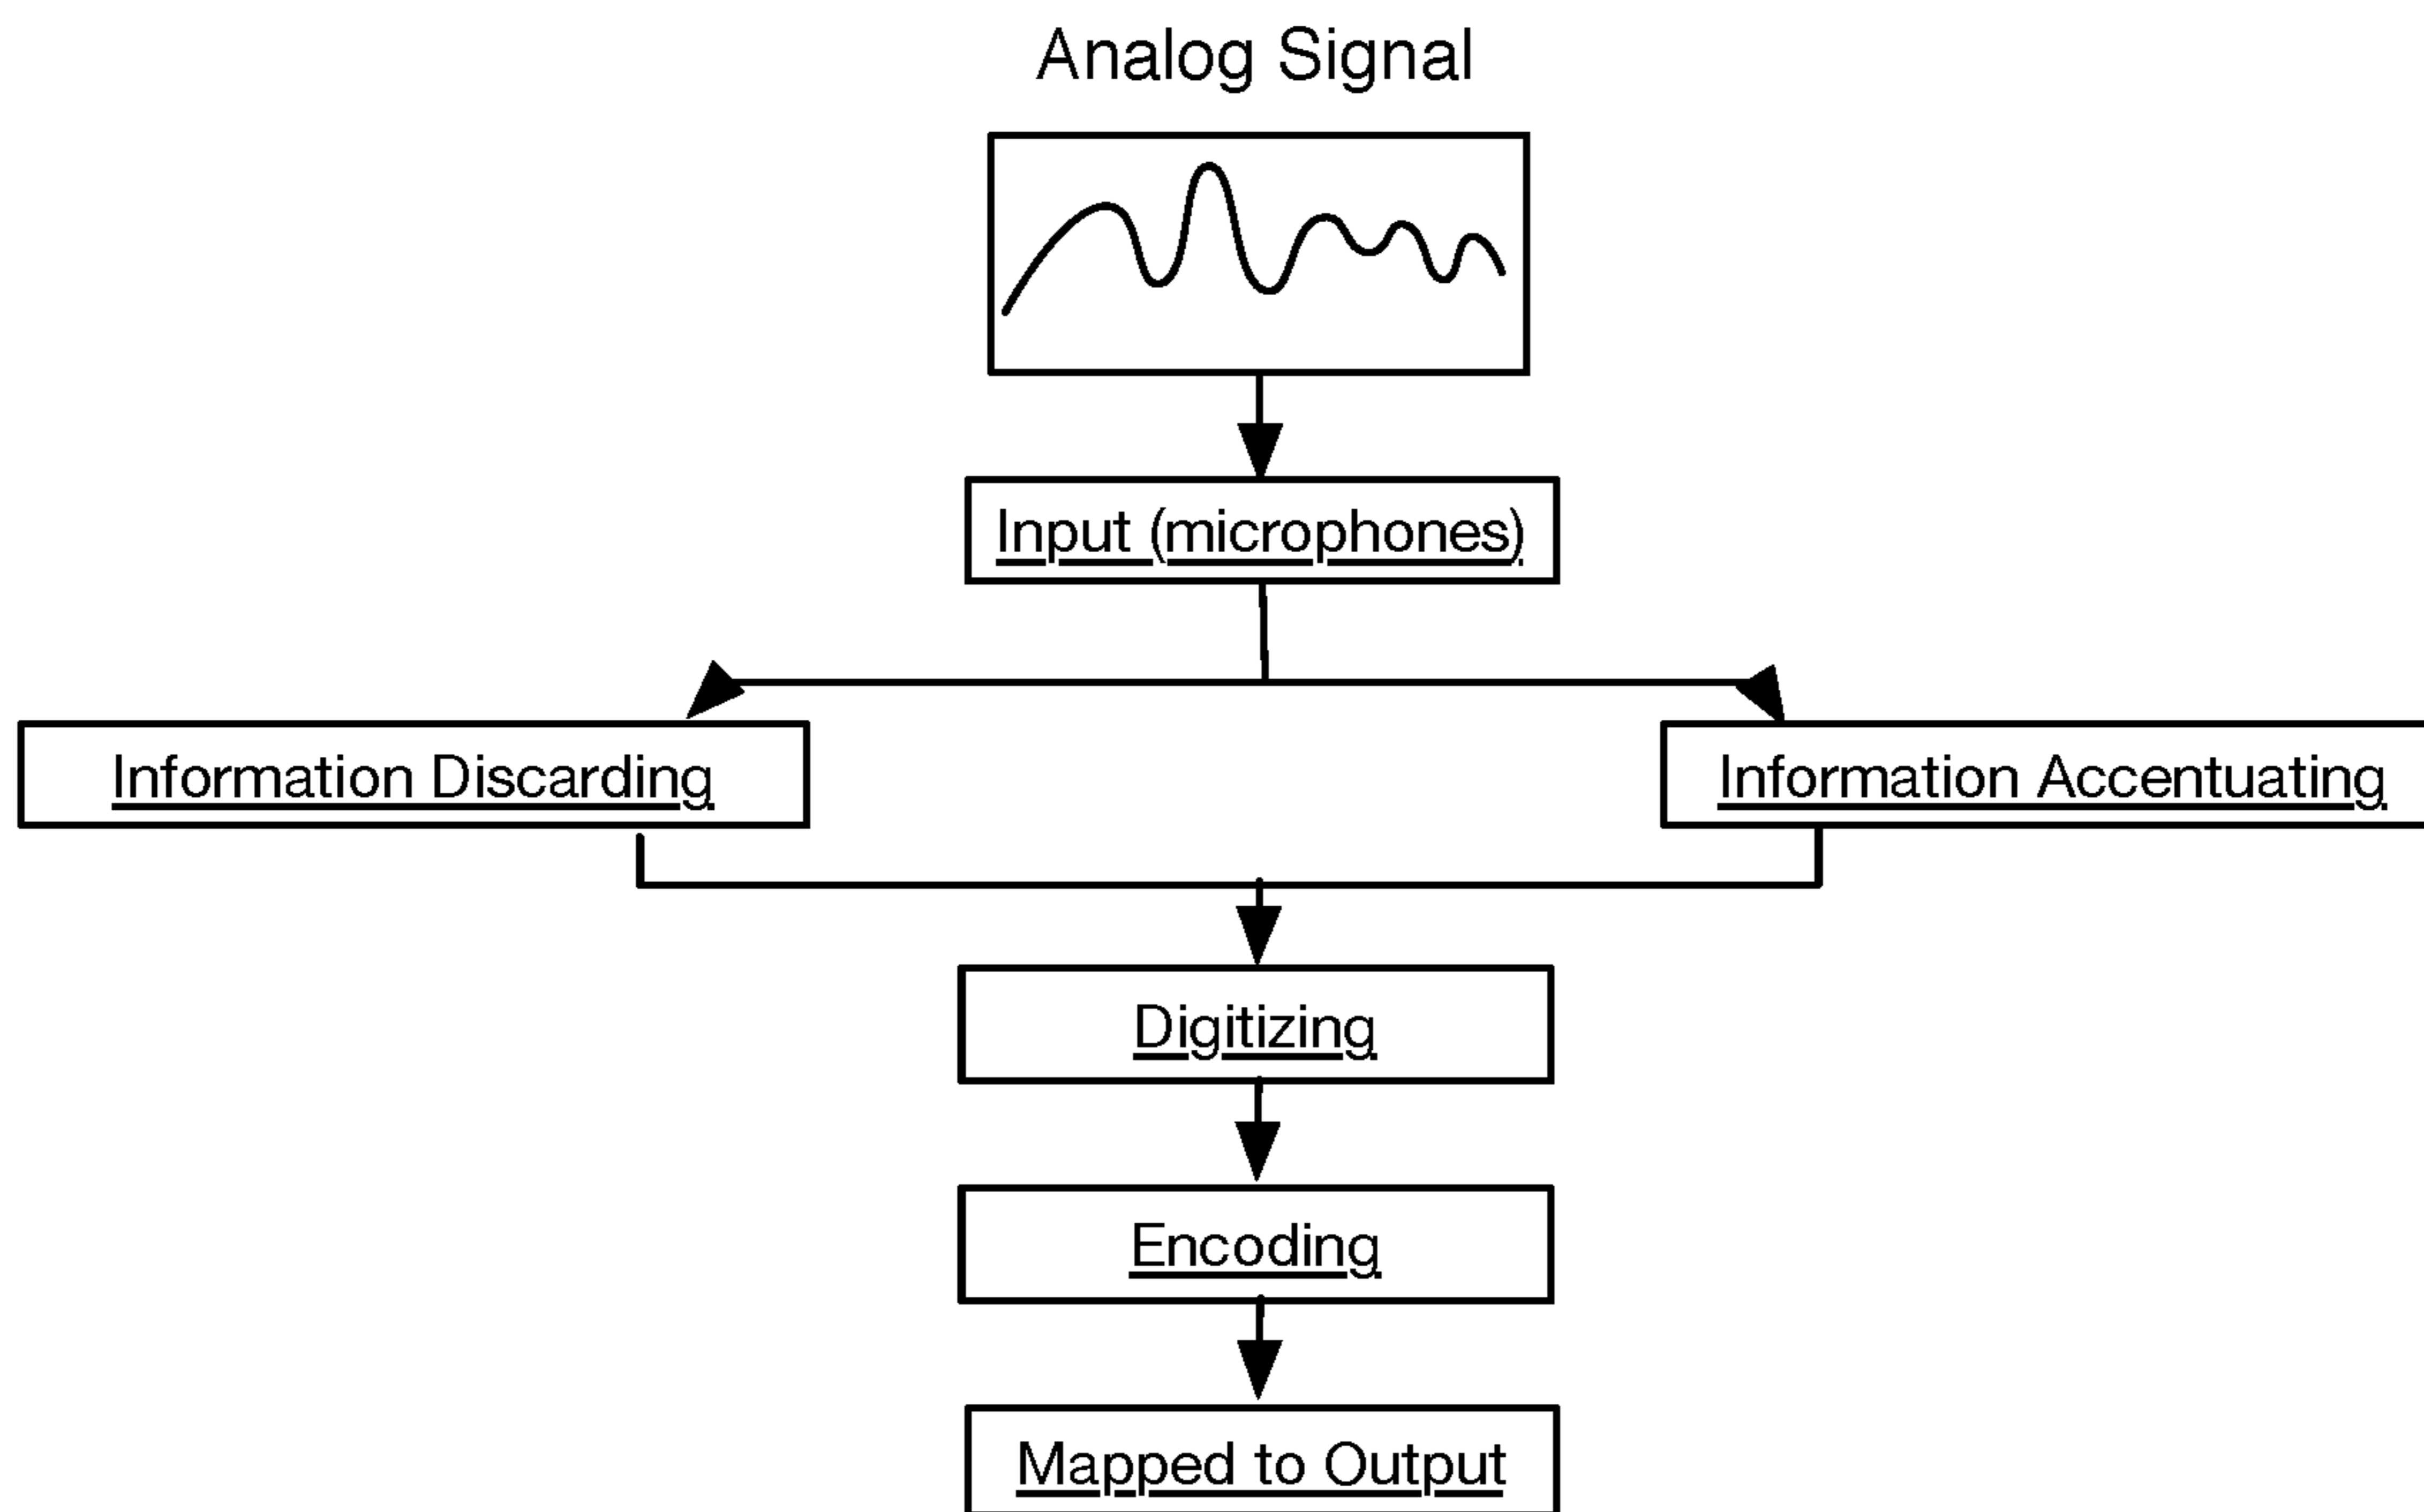 Analog Signal
Input (microphones)
Information Discarding
Information Accentuating
Digitizing
Encoding
Mapped to Output